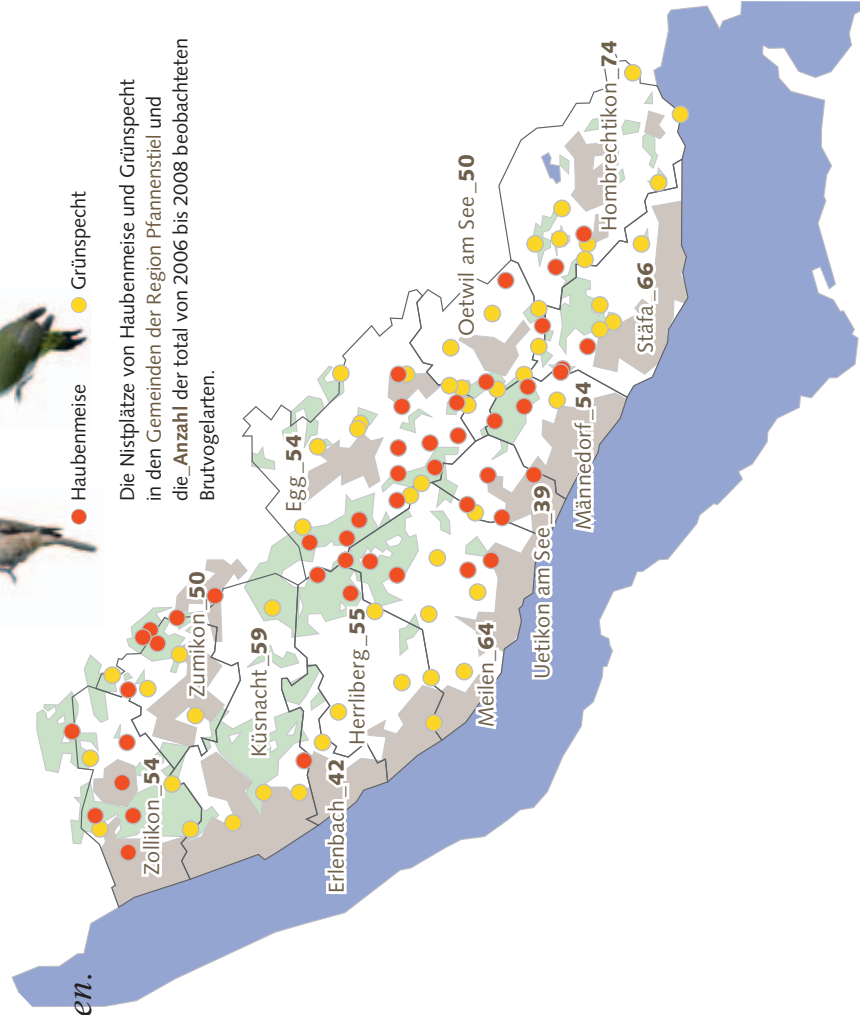 en.
Haubenmeise
Grünspecht
Die Nistplätze von Haubenmeise und Grünspecht
in den Gemeinden der Region Pfannenstiel und
die_Anzahl der total von 2006 bis 2008 beobachteten
Brutvogelarten.
Zollikon_54
Zumikon_50
Küsnacht_59
Erlenbach_42
Herrliberg_55
Egg_54
Meilen_64
Uetikon am See_39
Männedorf_54
Oetwil am See_50
Stäfa_66
Hombrechtikon_74